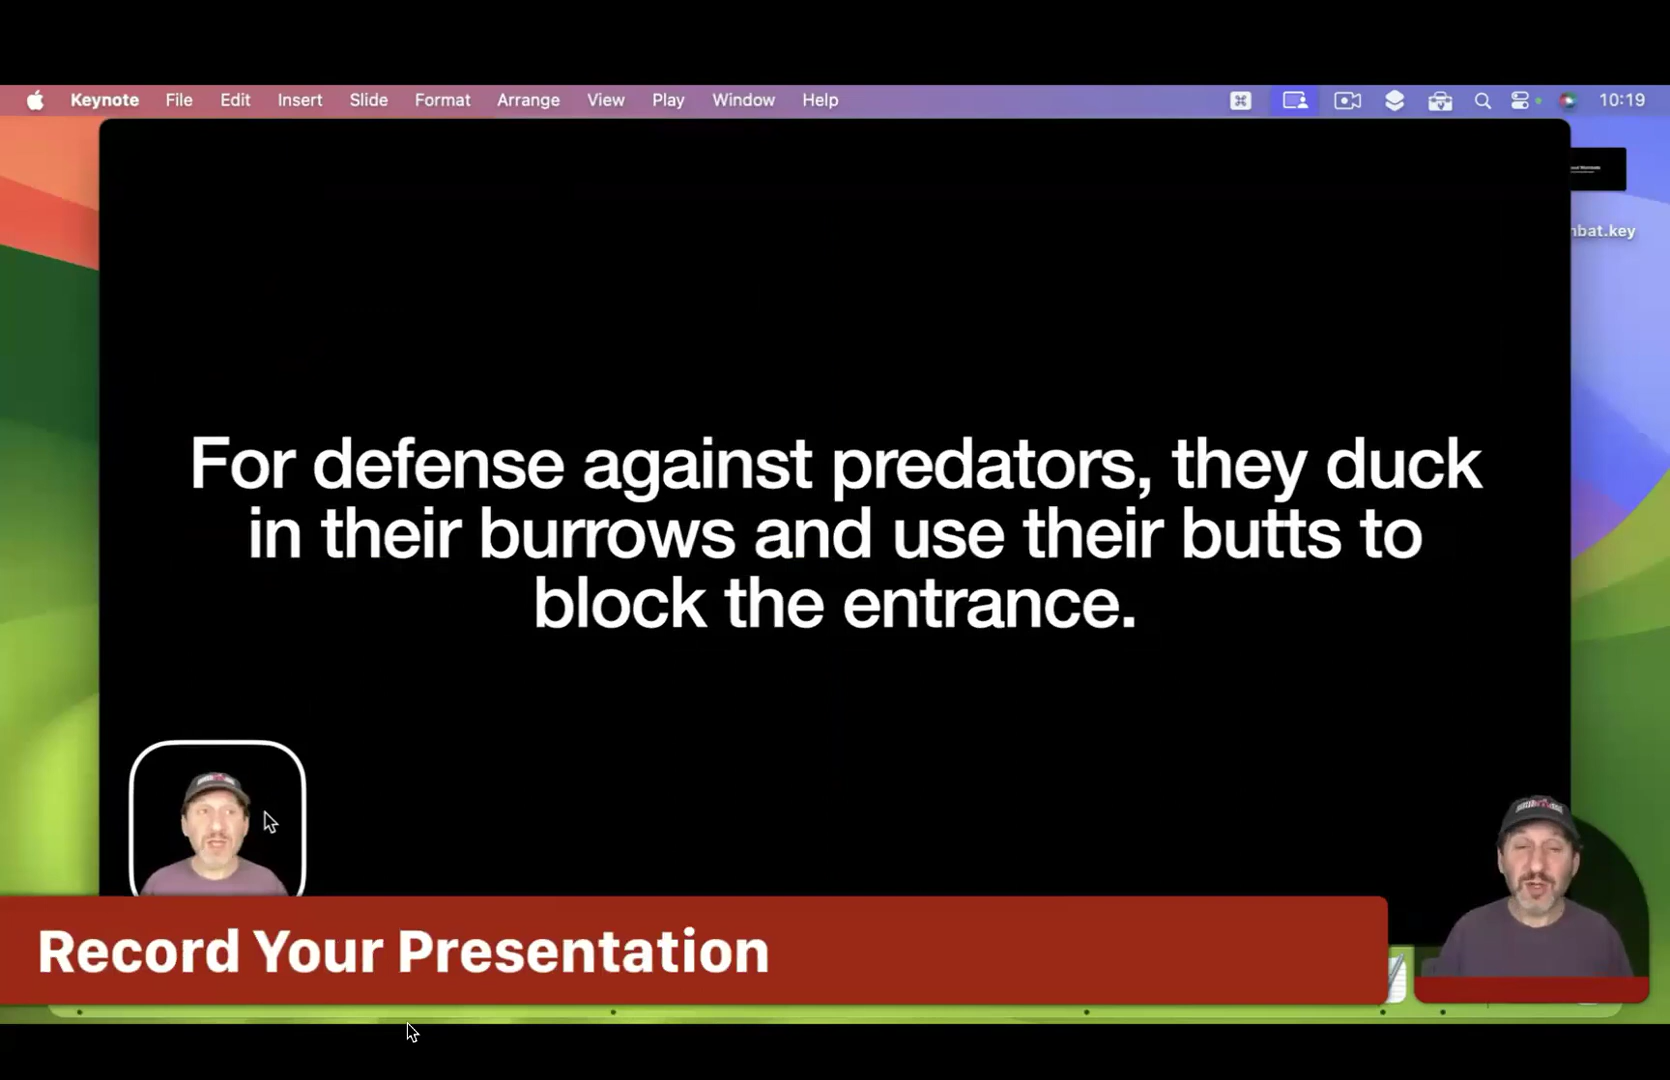 Keynote File Edit Insert Slide Format Arrange View Play Window Help 10:19
mbat.key
For defense against predators, they duck
in their burrows and use their butts to
block the entrance.
Record Your Presentation